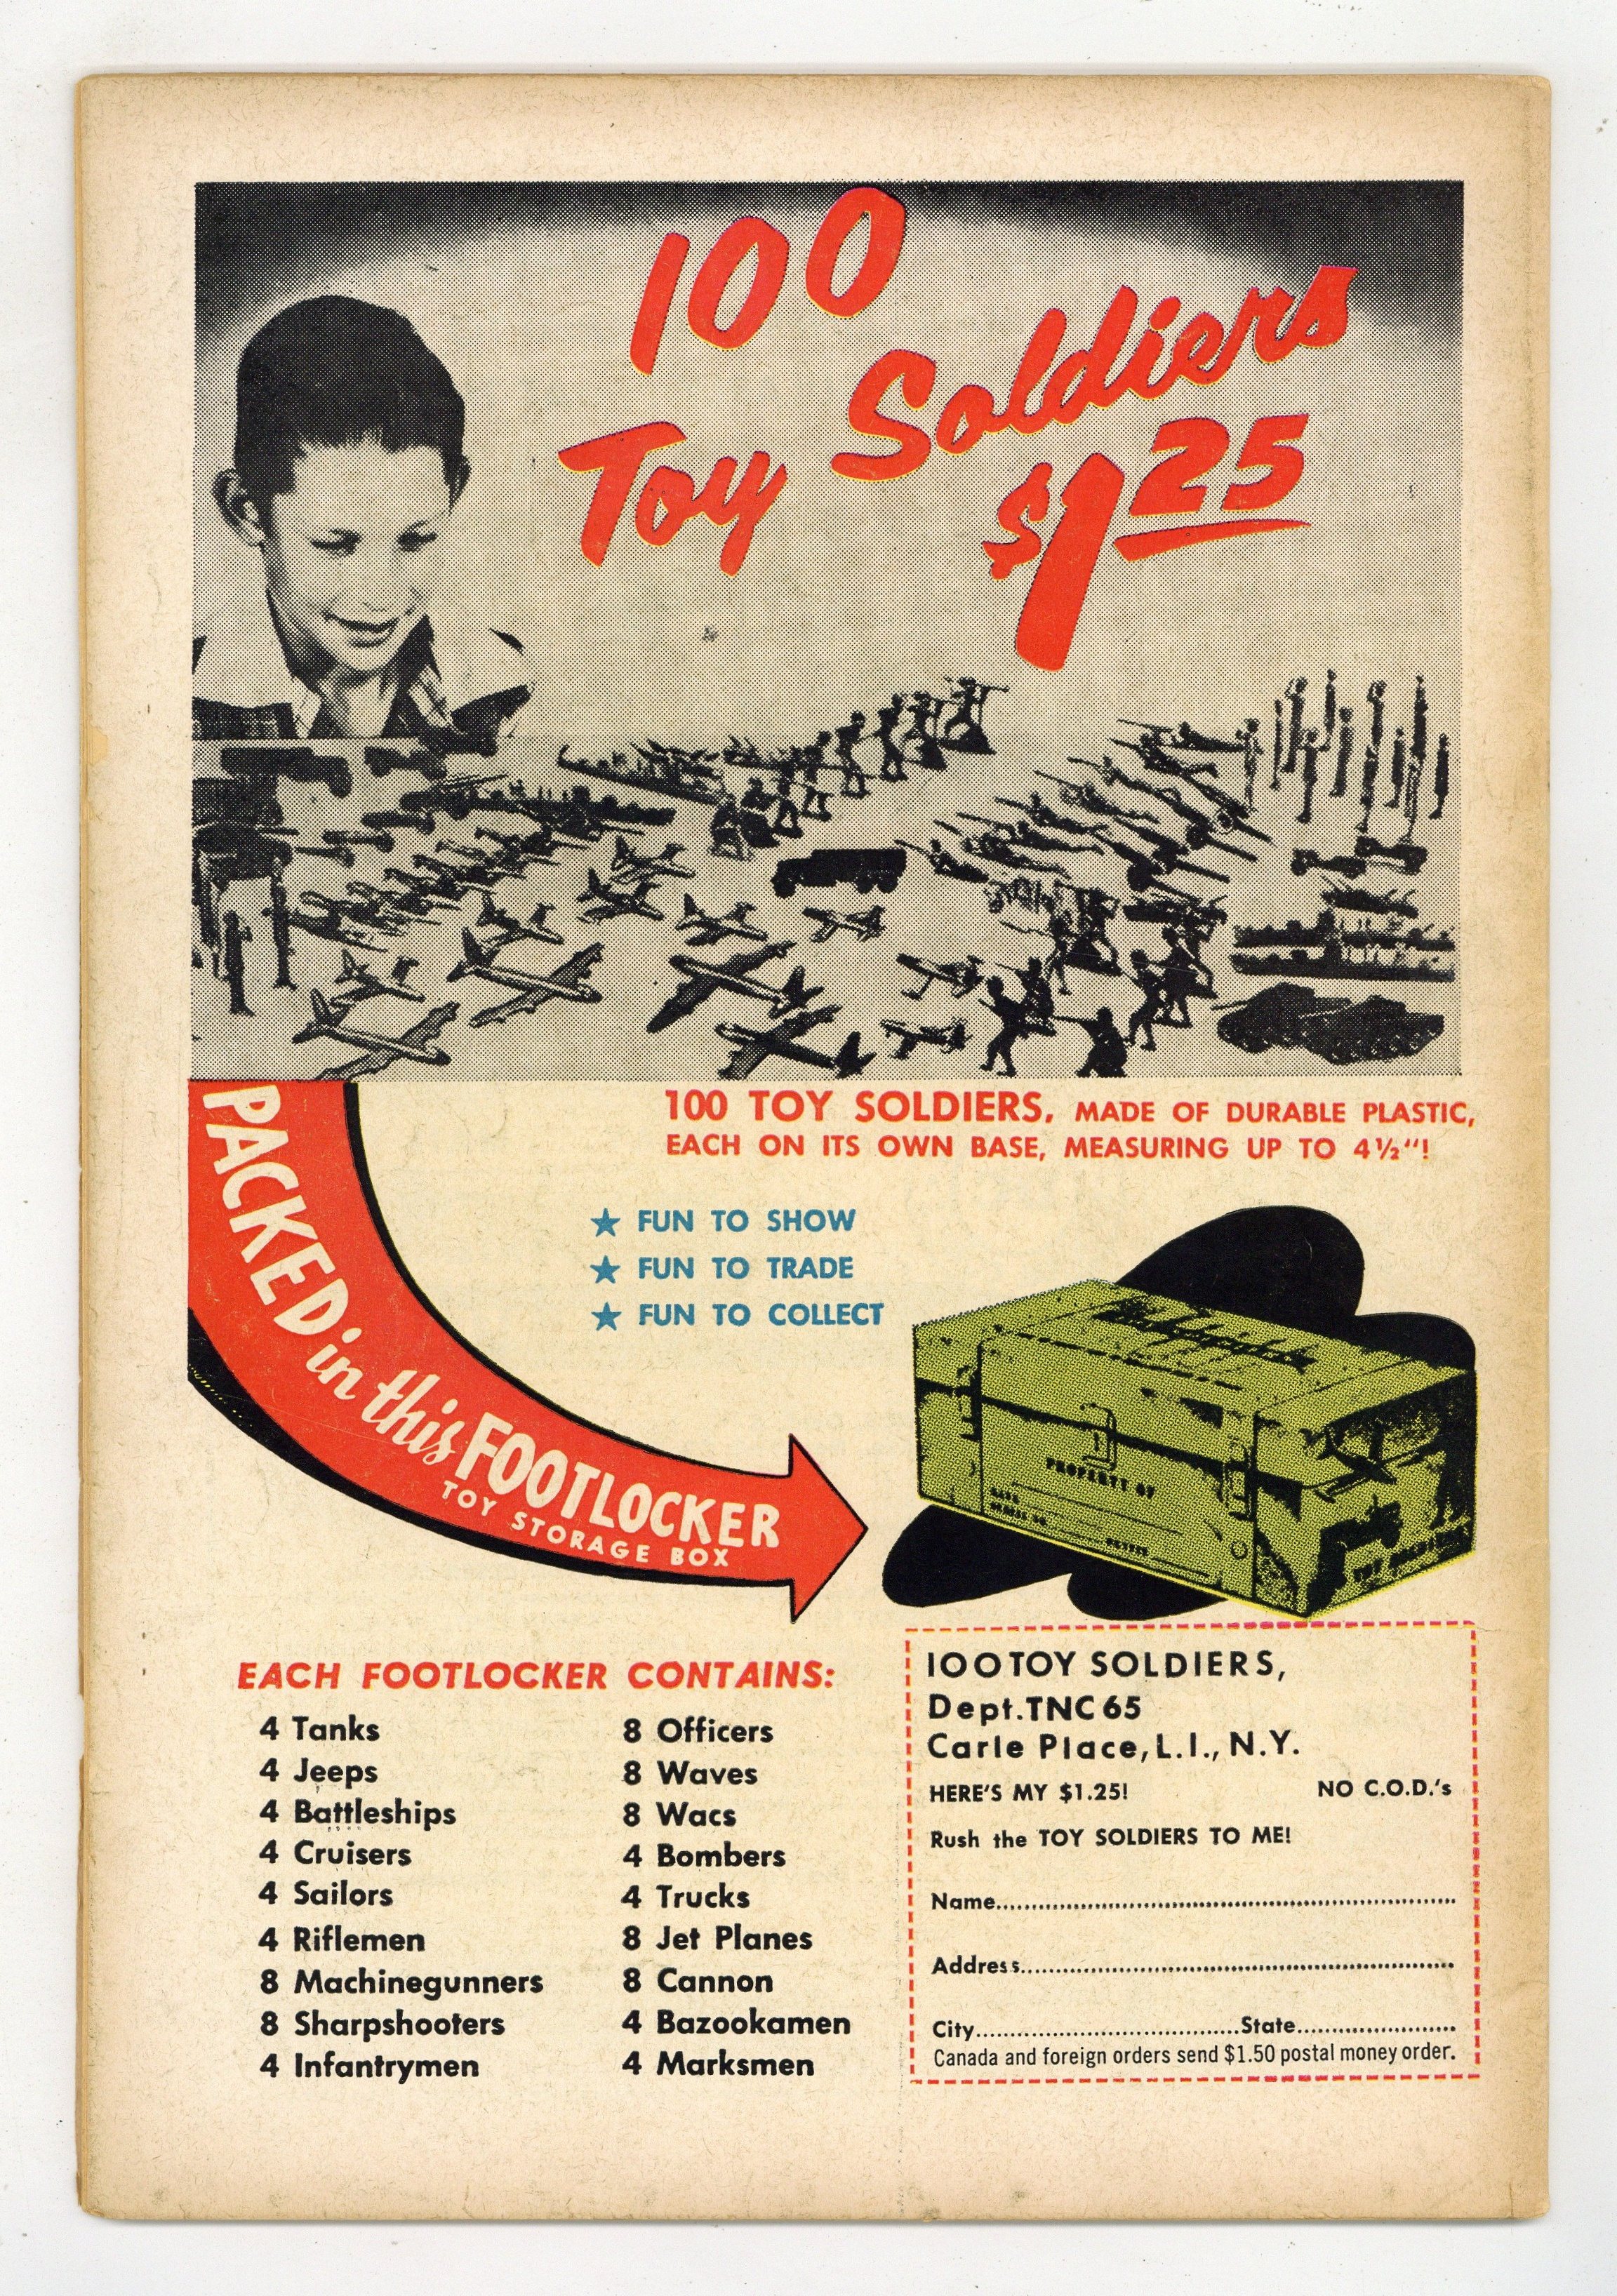 100
Toy Soldiers
$1.25
100 TOY SOLDIERS, MADE OF DURABLE PLASTIC,
EACH ON ITS OWN BASE, MEASURING UP TO 4½"!
★ FUN TO SHOW
★ FUN TO TRADE
★ FUN TO COLLECT
PACKED in this FOOTLOCKER
TOY STORAGE BOX
PROPERTY OF
EACH FOOTLOCKER CONTAINS:
4 Tanks
4 Jeeps
4 Battleships
4 Cruisers
4 Sailors
4 Riflemen
8 Machinegunners
8 Sharpshooters
4 Infantrymen
8 Officers
8 Waves
8 Wacs
4 Bombers
4 Trucks
8 Jet Planes
8 Cannon
4 Bazookamen
4 Marksmen
100 TOY SOLDIERS,
Dept. TNC 65
Carle Place, L.I., N.Y.
HERE'S MY $1.25! NO C.O.D.'s
Rush the TOY SOLDIERS TO ME!
Name
Address
City State
Canada and foreign orders send $1.50 postal money order.